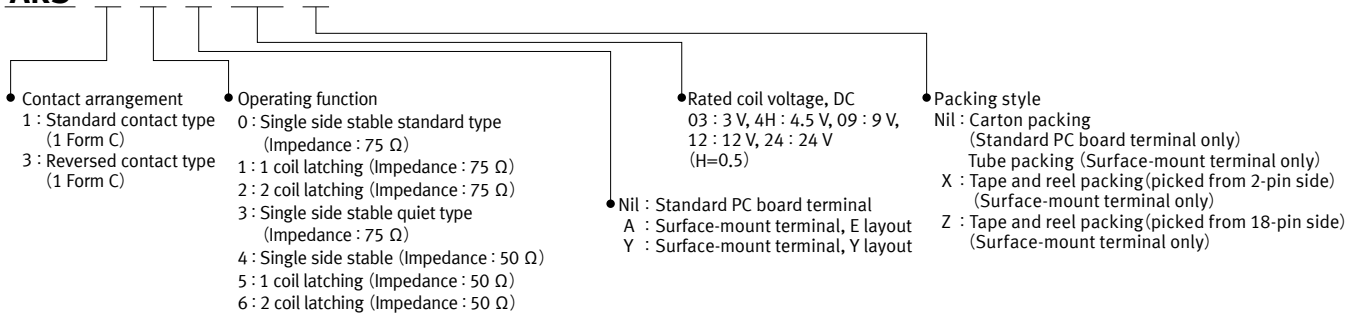 ARS
Contact arrangement
1 : Standard contact type
(1 Form C)
3 : Reversed contact type
(1 Form C)
Operating function
0 : Single side stable standard type
(Impedance : 75 Ω)
1 : 1 coil latching (Impedance : 75 Ω)
2 : 2 coil latching (Impedance : 75 Ω)
3 : Single side stable quiet type
(Impedance : 75 Ω)
4 : Single side stable (Impedance : 50 Ω)
5 : 1 coil latching (Impedance : 50 Ω)
6 : 2 coil latching (Impedance : 50 Ω)
Nil : Standard PC board terminal
A : Surface-mount terminal, E layout
Y : Surface-mount terminal, Y layout
Rated coil voltage, DC
03 : 3 V, 4H : 4.5 V, 09 : 9 V,
12 : 12 V, 24 : 24 V
(H=0.5)
Packing style
Nil : Carton packing
(Standard PC board terminal only)
Tube packing (Surface-mount terminal only)
X : Tape and reel packing (picked from 2-pin side)
(Surface-mount terminal only)
Z : Tape and reel packing (picked from 18-pin side)
(Surface-mount terminal only)